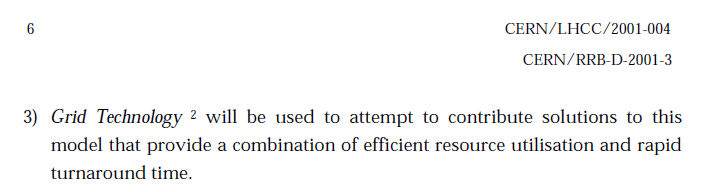 6
CERN/LHCC/2001-004
CERN/RRB-D-2001-3
3) Grid Technology 2 will be used to attempt to contribute solutions to this
model that provide a combination of efficient resource utilisation and rapid
turnaround time.